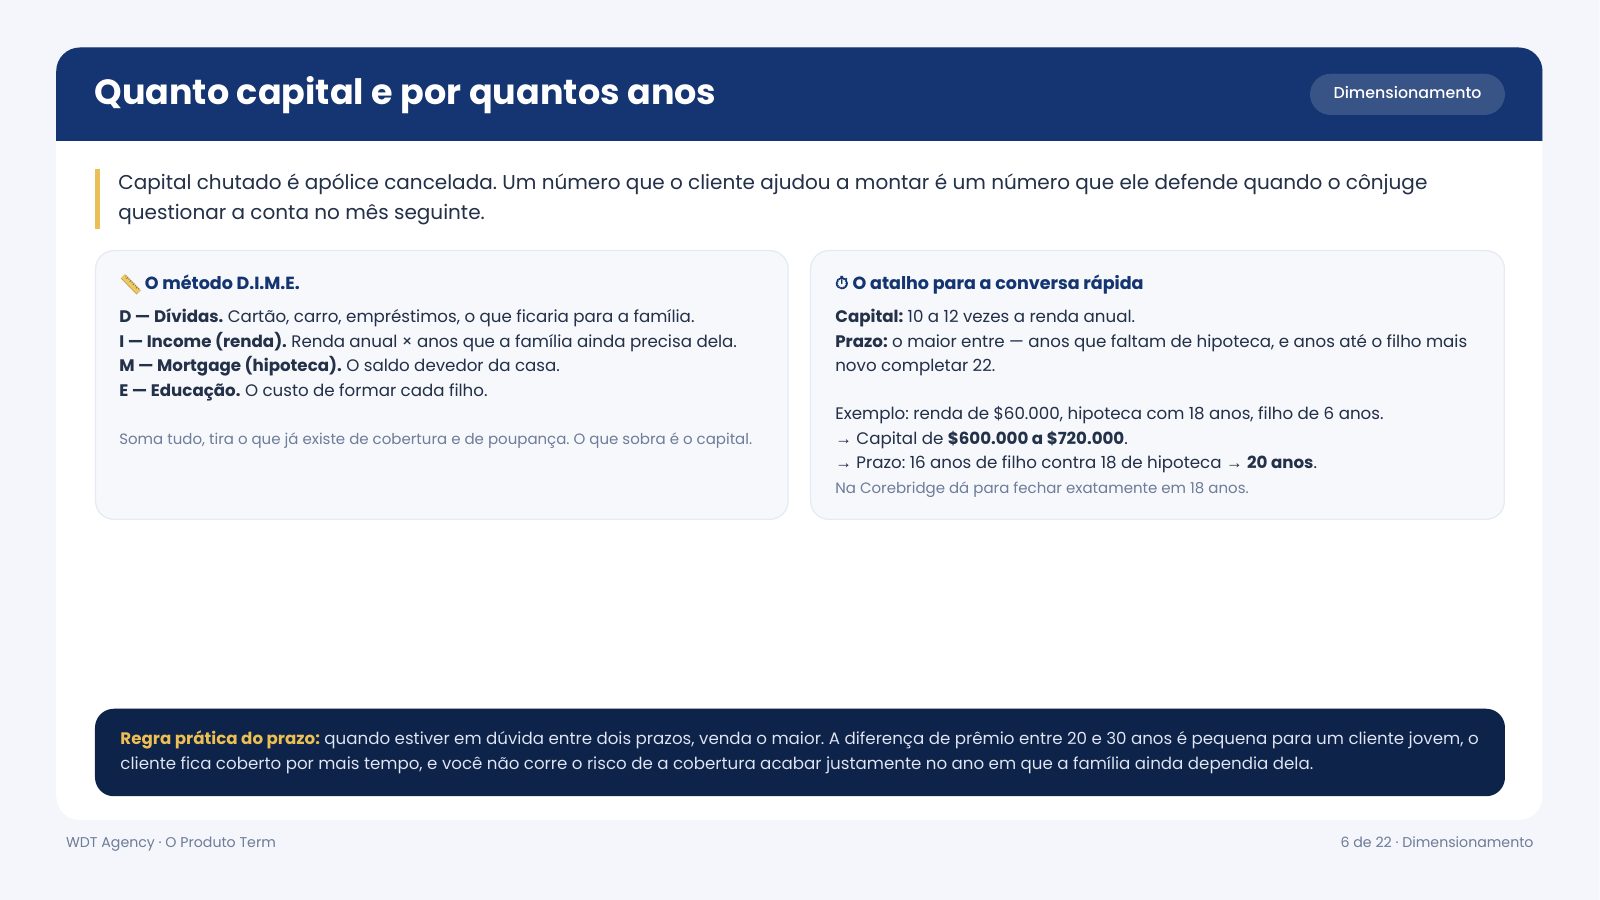 Quanto capital e por quantos anos
Dimensionamento
Capital chutado é apólice cancelada. Um número que o cliente ajudou a montar é um número que ele defende quando o cônjuge
questionar a conta no mês seguinte.
📏 O método D.I.M.E.
D — Dívidas. Cartão, carro, empréstimos, o que ficaria para a família.
I — Income (renda). Renda anual × anos que a família ainda precisa dela.
M — Mortgage (hipoteca). O saldo devedor da casa.
E — Educação. O custo de formar cada filho.
Soma tudo, tira o que já existe de cobertura e de poupança. O que sobra é o capital.
⏱ O atalho para a conversa rápida
Capital: 10 a 12 vezes a renda anual.
Prazo: o maior entre — anos que faltam de hipoteca, e anos até o filho mais
novo completar 22.
Exemplo: renda de $60.000, hipoteca com 18 anos, filho de 6 anos.
→ Capital de $600.000 a $720.000.
→ Prazo: 16 anos de filho contra 18 de hipoteca → 20 anos.
Na Corebridge dá para fechar exatamente em 18 anos.
Regra prática do prazo: quando estiver em dúvida entre dois prazos, venda o maior. A diferença de prêmio entre 20 e 30 anos é pequena para um cliente jovem, o
cliente fica coberto por mais tempo, e você não corre o risco de a cobertura acabar justamente no ano em que a família ainda dependia dela.
WDT Agency · O Produto Term
6 de 22 · Dimensionamento